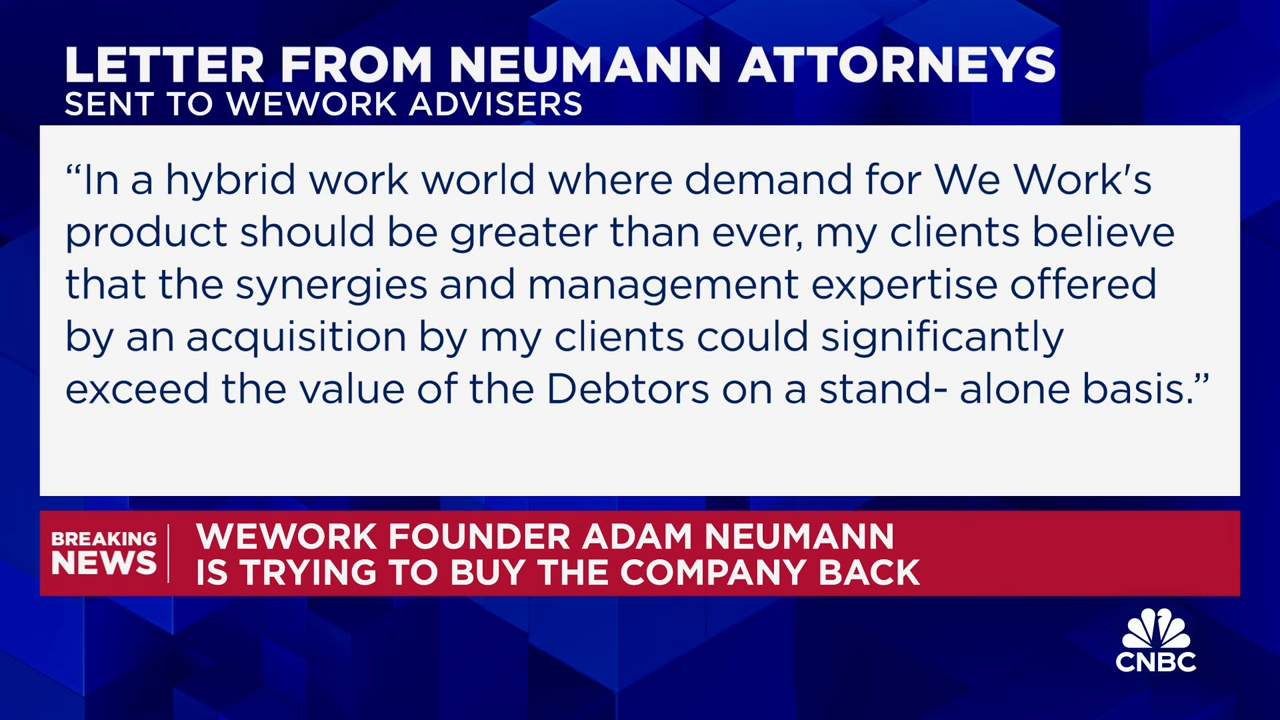 LETTER FROM NEUMANN ATTORNEYS
SENT TO WEWORK ADVISERS
“In a hybrid work world where demand for We Work's
product should be greater than ever, my clients believe
that the synergies and management expertise offered
by an acquisition by my clients could significantly
exceed the value of the Debtors on a stand- alone basis.”
BREAKING
NEWS
WEWORK FOUNDER ADAM NEUMANN
IS TRYING TO BUY THE COMPANY BACK
CNBC